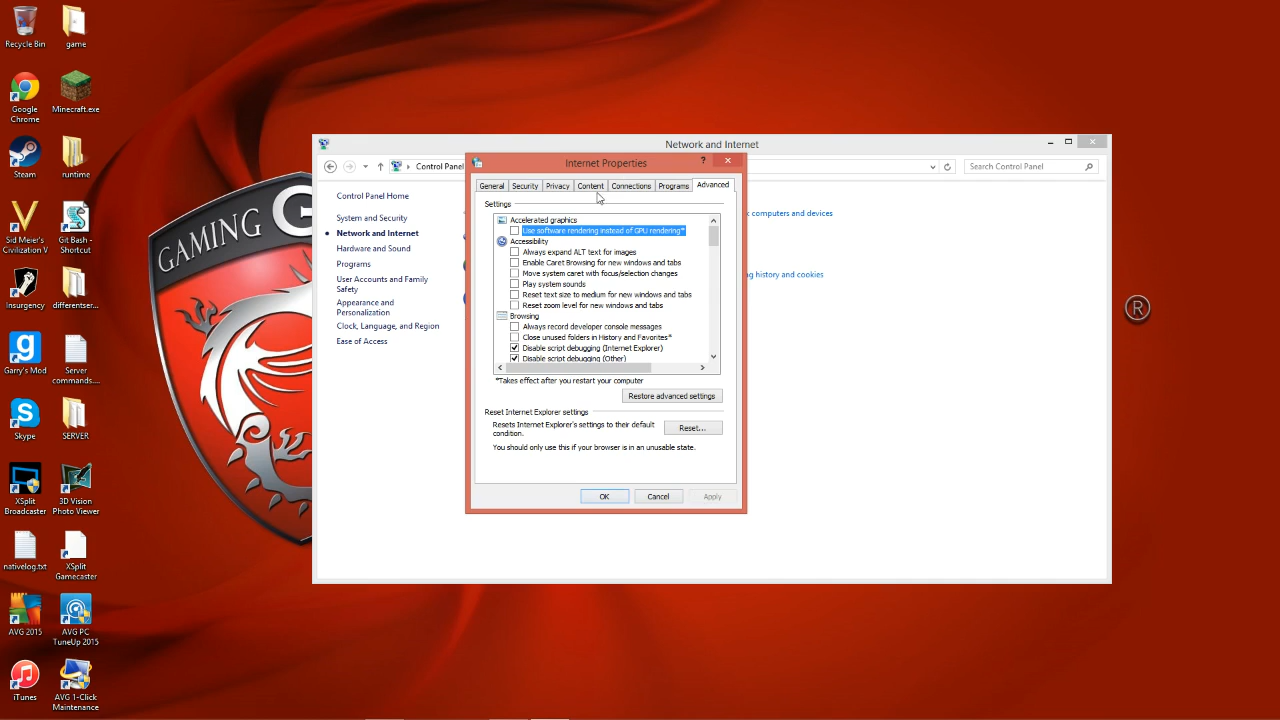 Recycle Bin
game
Google
Chrome
Minecraft.exe
Steam
runtime
Sid Meier's
Civilization V
Git Bash -
Shortcut
Insurgency
differentser...
Garry's Mod
Server
commands....
Skype
SERVER
XSplit
Broadcaster
3D Vision
Photo Viewer
nativelog.txt
XSplit
Gamecaster
AVG 2015
AVG PC
TuneUp 2015
iTunes
AVG 1-Click
Maintenance
GAMING G
®
Network and Internet
Control Panel
Search Control Panel
Control Panel Home
System and Security
Network and Internet
Hardware and Sound
Programs
User Accounts and Family
Safety
Appearance and
Personalization
Clock, Language, and Region
Ease of Access
computers and devices
ng history and cookies
Internet Properties
?
General Security Privacy Content Connections Programs Advanced
Settings
Accelerated graphics
Use software rendering instead of GPU rendering*
Accessibility
Always expand ALT text for images
Enable Caret Browsing for new windows and tabs
Move system caret with focus/selection changes
Play system sounds
Reset text size to medium for new windows and tabs
Reset zoom level for new windows and tabs
Browsing
Always record developer console messages
Close unused folders in History and Favorites*
Disable script debugging (Internet Explorer)
Disable script debugging (Other)
*Takes effect after you restart your computer
Restore advanced settings
Reset Internet Explorer settings
Resets Internet Explorer's settings to their default
condition.
Reset...
You should only use this if your browser is in an unusable state.
OK Cancel Apply